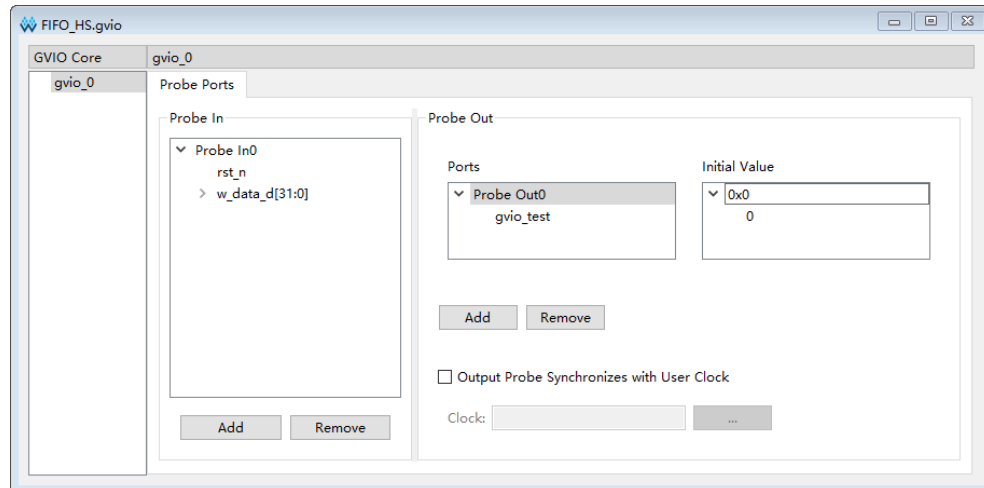 FIFO_HS.gvio
GVIO Core
gvio_0
gvio_0
Probe Ports
Probe In
Probe In0
rst_n
w_data_d[31:0]
Add
Remove
Probe Out
Ports
Initial Value
Probe Out0
0x0
gvio_test
0
Add
Remove
Output Probe Synchronizes with User Clock
Clock:
...